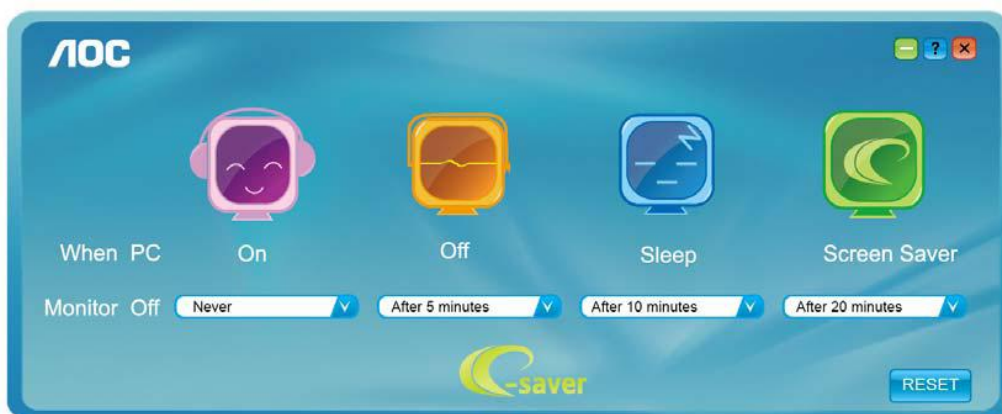 AOC
?
When PC On Off Sleep Screen Saver
Monitor Off Never After 5 minutes After 10 minutes After 20 minutes
e-saver
RESET